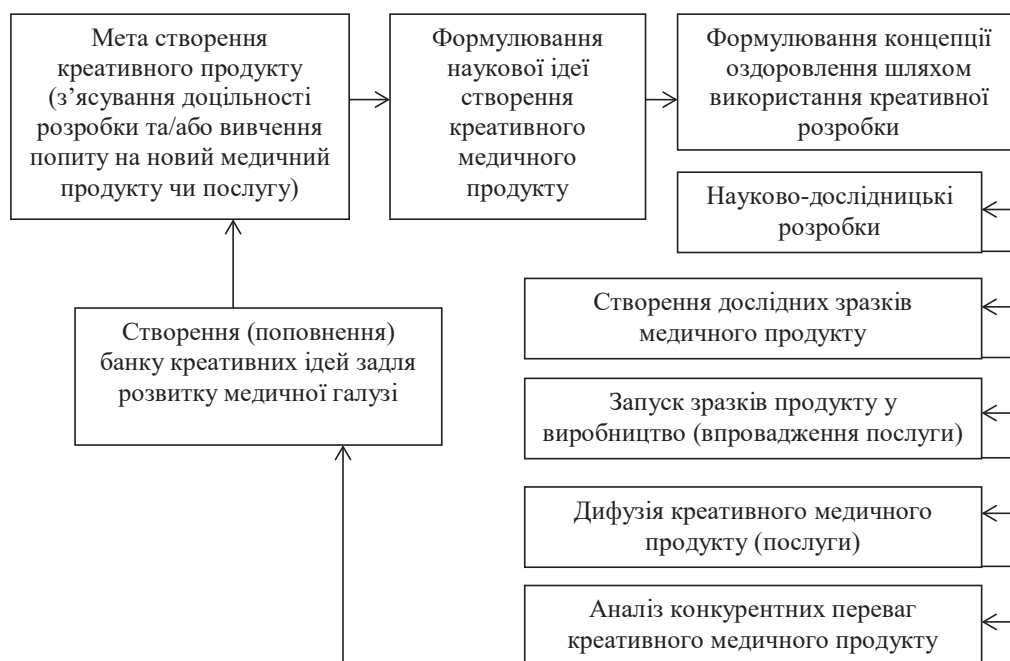 Мета створення
креативного продукту
(з’ясування доцільності
розробки та/або вивчення
попиту на новий медичний
продукту чи послугу)
Формулювання
наукової ідеї
створення
креативного
медичного
продукту
Формулювання концепції
оздоровлення шляхом
використання креативної
розробки
Науково-дослідницькі
розробки
Створення дослідних зразків
медичного продукту
Створення (поповнення)
банку креативних ідей задля
розвитку медичної галузі
Запуск зразків продукту у
виробництво (впровадження послуги)
Дифузія креативного медичного
продукту (послуги)
Аналіз конкурентних переваг
креативного медичного продукту